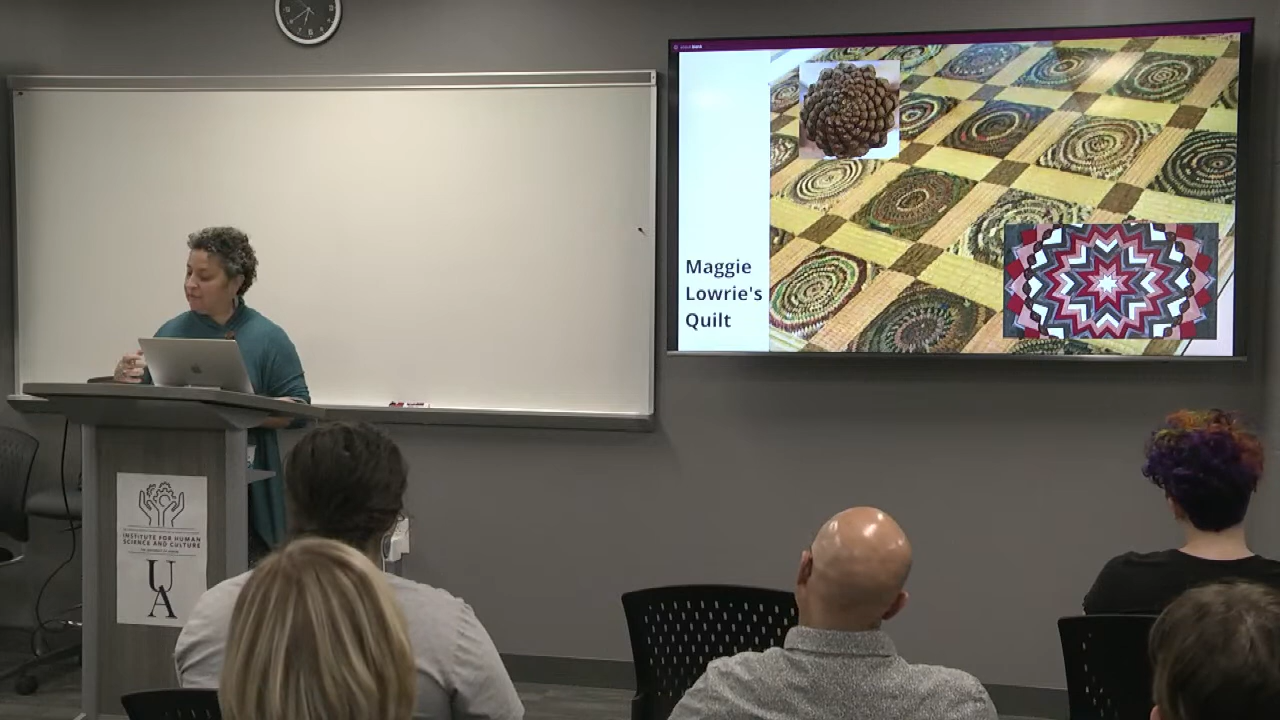 Maggie
Lowrie's
Quilt
INSTITUTE FOR HUMAN
SCIENCE AND CULTURE
UA